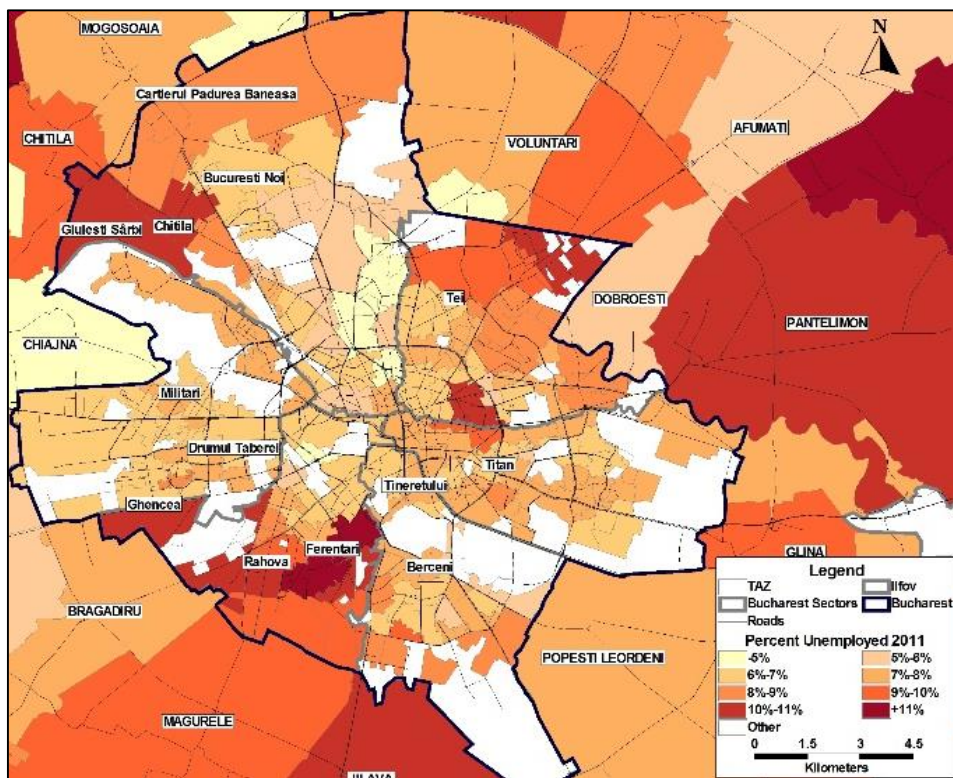 MOGOSOAIA
N
Cartierul Padurea Baneasa
CHITILA
VOLUNTARI
AFUMATI
Bucuresti Noi
Giulesti Sârbi
Chitila
DOBROESTI
Tei
PANTELIMON
CHIAJNA
Militari
Drumul Taberei
Titan
Tineretului
Ghencea
Ferentari
Rahova
Berceni
GLINA
BRAGADIRU
POPESTI LEORDENI
MAGURELE
JILAVA
Legend
TAZ
Ilfov
Bucharest Sectors
Bucharest
Roads
Percent Unemployed 2011
-5%
5%-6%
6%-7%
7%-8%
8%-9%
9%-10%
10%-11%
+11%
Other
0 1.5 3 4.5
Kilometers